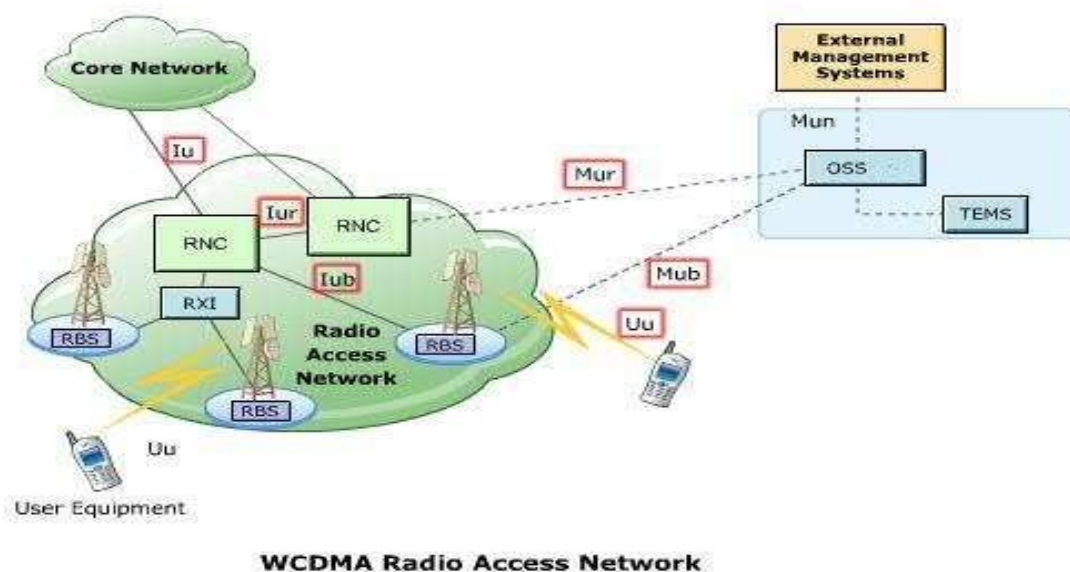 Core Network
External
Management
Systems
Mun
Iu
OSS
Mur
TEMS
Iur
RNC
RNC
Iub
Mub
RXI
Uu
Radio
Access
Network
RBS
RBS
RBS
Uu
User Equipment
WCDMA Radio Access Network